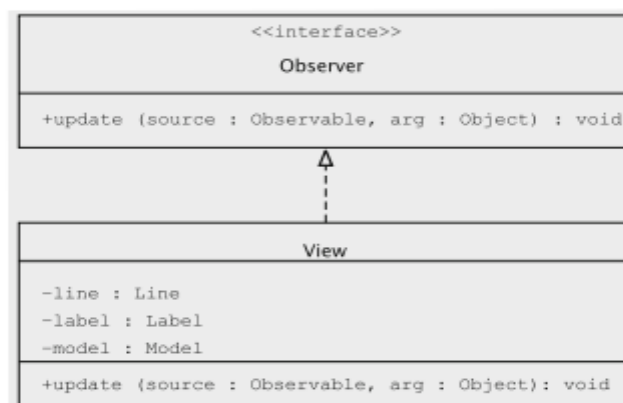 <<interface>>
Observer
+update (source : Observable, arg : Object) : void
View
-line : Line
-label : Label
-model : Model
+update (source : Observable, arg : Object): void